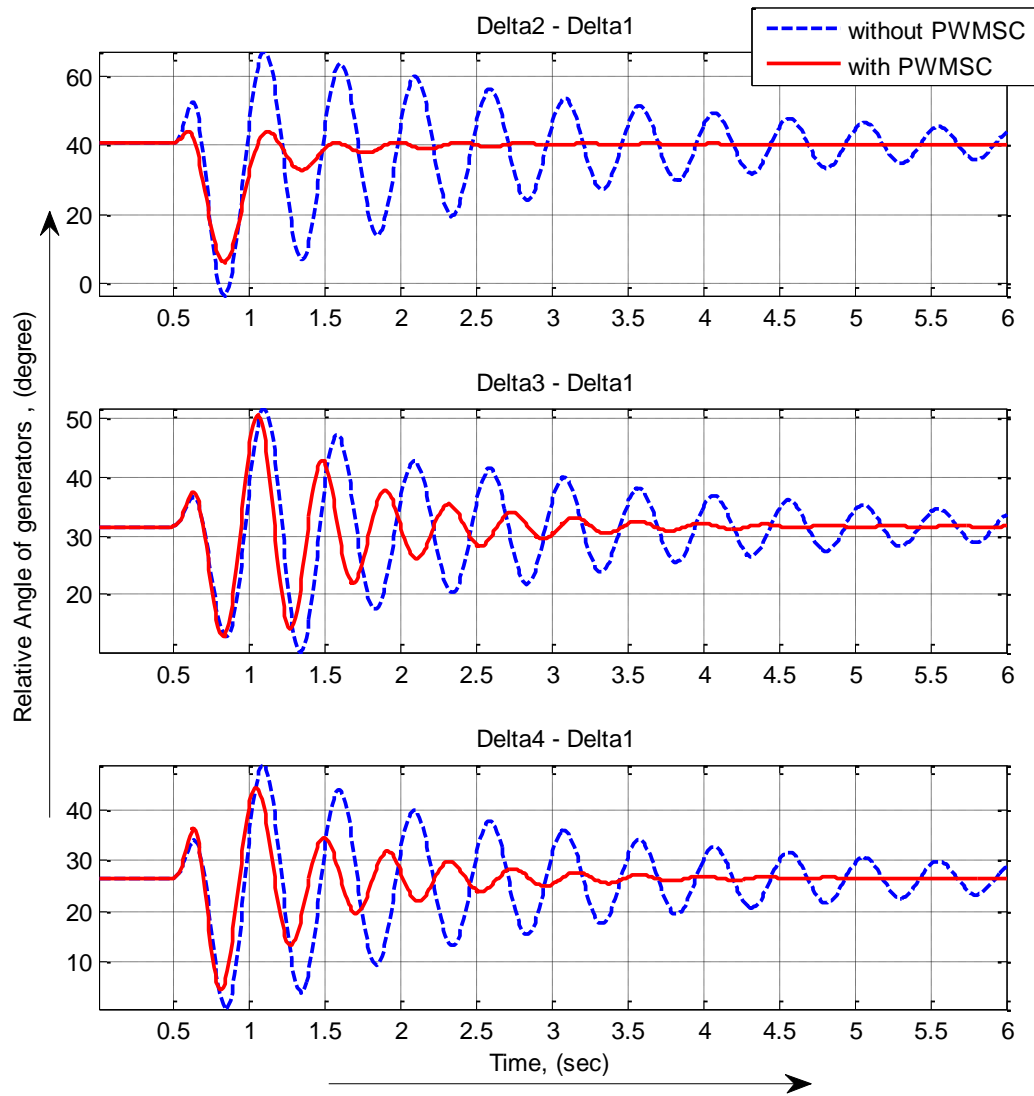 Delta2 - Delta1
without PWMSC
with PWMSC
60
40
20
0
0.5 1 1.5 2 2.5 3 3.5 4 4.5 5 5.5 6
Delta3 - Delta1
50
40
30
20
0.5 1 1.5 2 2.5 3 3.5 4 4.5 5 5.5 6
Relative Angle of generators , (degree)
Delta4 - Delta1
40
30
20
10
0.5 1 1.5 2 2.5 3 3.5 4 4.5 5 5.5 6
Time, (sec)